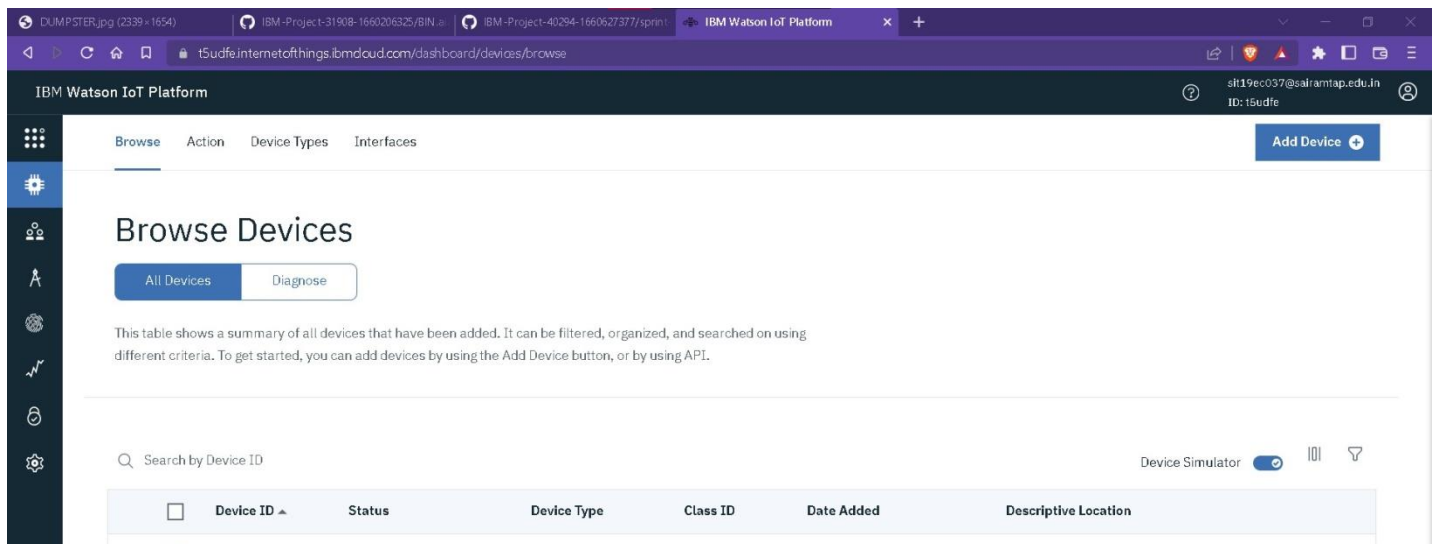 DUMPSTER.jpg (2339×1654)
IBM-Project-31908-1660206325/BIN.ai
IBM-Project-40294-1660627377/sprint
IBM Watson IoT Platform
t5udfe.internetofthings.ibmcloud.com/dashboard/devices/browse
IBM Watson IoT Platform
sit19ec037@sairamtap.edu.in
ID: t5udfe
Browse Action Device Types Interfaces
Add Device
Browse Devices
All Devices Diagnose
This table shows a summary of all devices that have been added. It can be filtered, organized, and searched on using
different criteria. To get started, you can add devices by using the Add Device button, or by using API.
Search by Device ID
Device Simulator
Device ID Status Device Type Class ID Date Added Descriptive Location